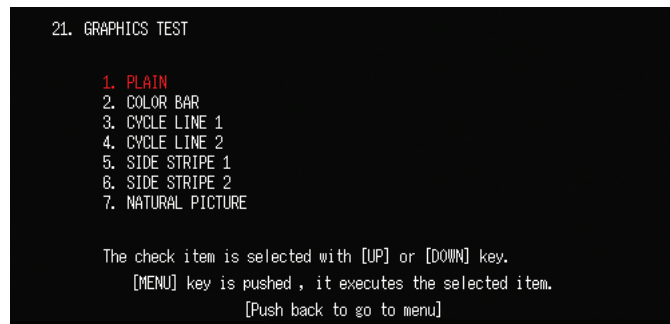 21. GRAPHICS TEST
1. PLAIN
2. COLOR BAR
3. CYCLE LINE 1
4. CYCLE LINE 2
5. SIDE STRIPE 1
6. SIDE STRIPE 2
7. NATURAL PICTURE
The check item is selected with [UP] or [DOWN] key.
[MENU] key is pushed , it executes the selected item.
[Push back to go to menu]